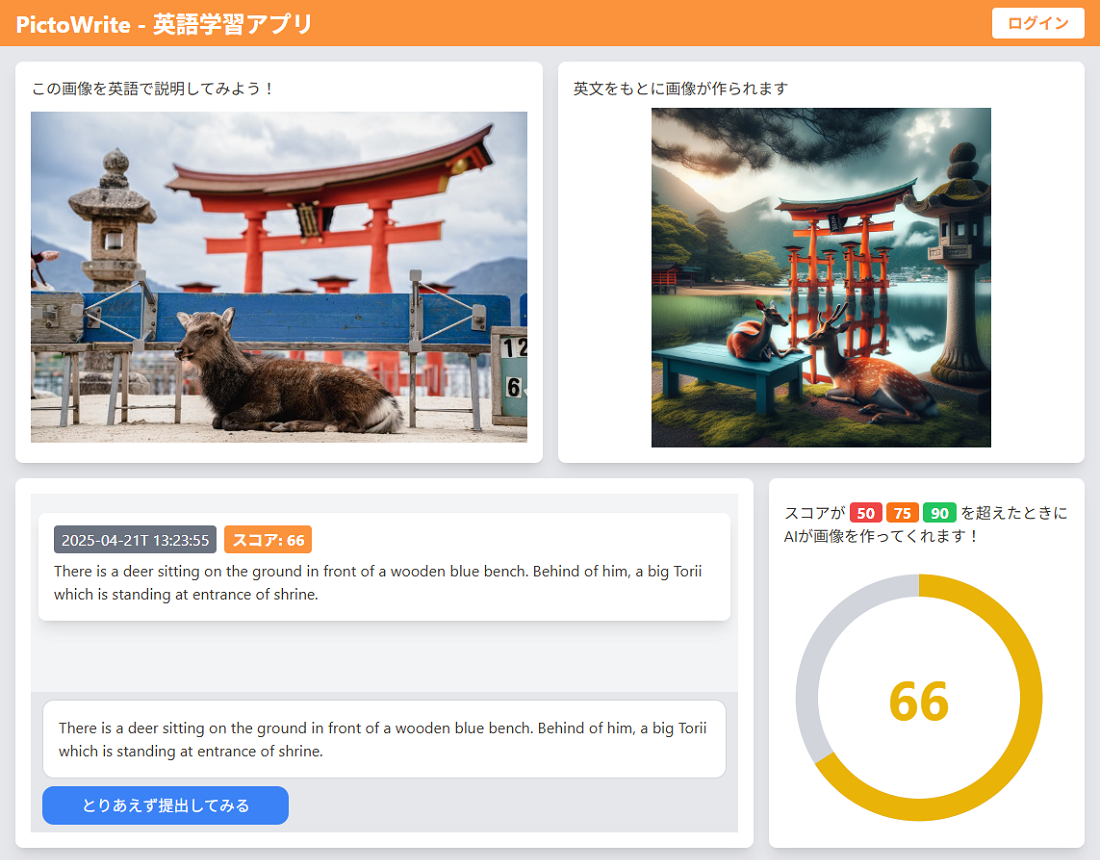 PictoWrite - 英語学習アプリ
ログイン
この画像を英語で説明してみよう！
12
6
英文をもとに画像が作られます
2025-04-21T 13:23:55
スコア: 66
There is a deer sitting on the ground in front of a wooden blue bench. Behind of him, a big Torii
which is standing at entrance of shrine.
There is a deer sitting on the ground in front of a wooden blue bench. Behind of him, a big Torii
which is standing at entrance of shrine.
とりあえず提出してみる
スコアが 50 75 90 を超えたときに
AIが画像を作ってくれます！
66